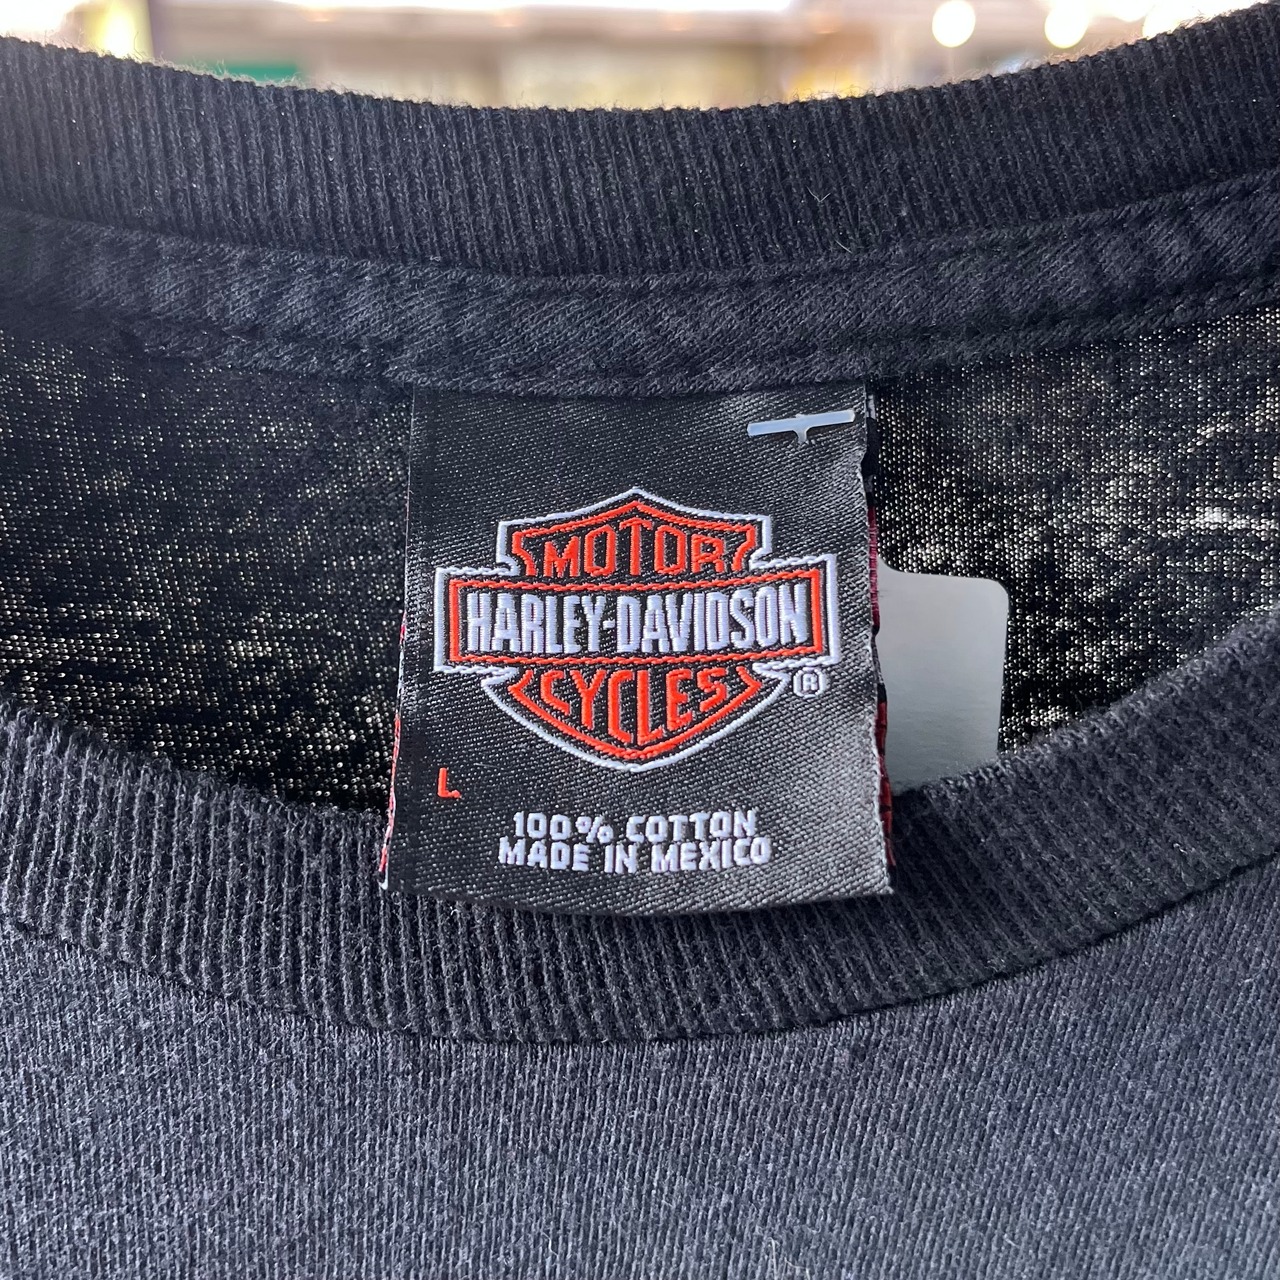 MOTOR
HARLEY-DAVIDSON
CYCLES
®
L
100% COTTON
MADE IN MEXICO